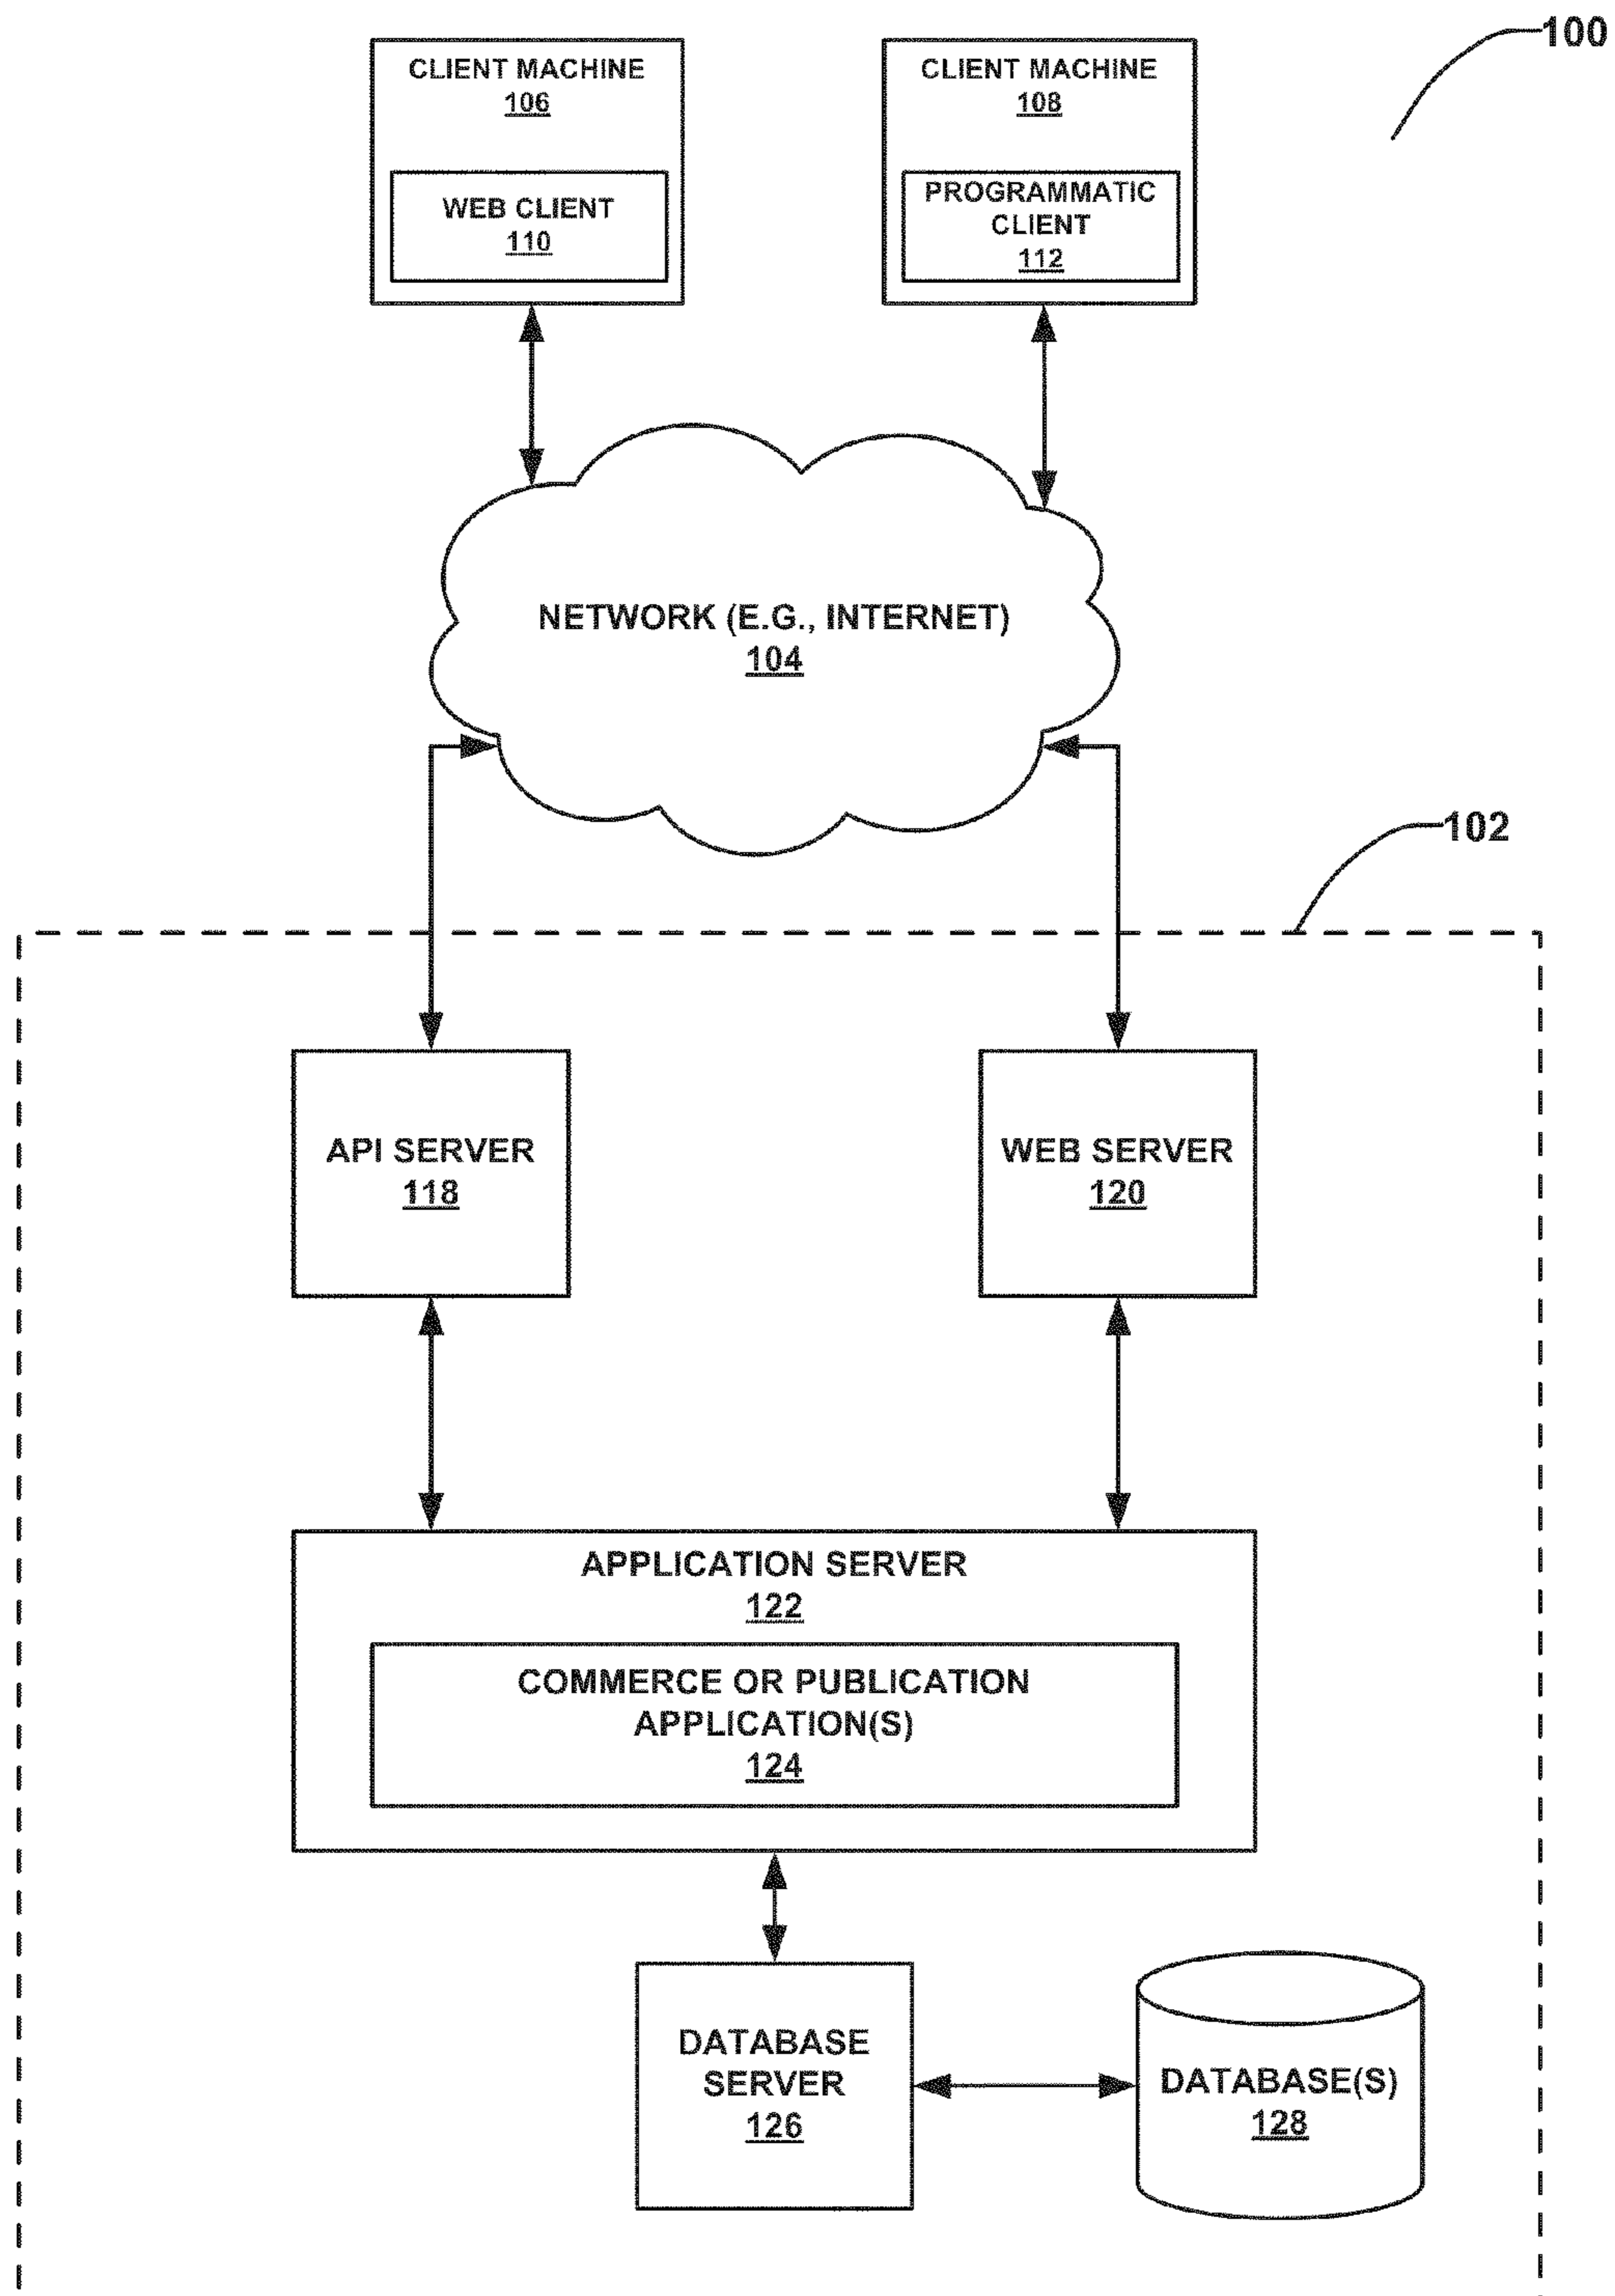 100
CLIENT MACHINE
106
WEB CLIENT
110
CLIENT MACHINE
108
PROGRAMMATIC
CLIENT
112
NETWORK (E.G., INTERNET)
104
102
API SERVER
118
WEB SERVER
120
APPLICATION SERVER
122
COMMERCE OR PUBLICATION
APPLICATION(S)
124
DATABASE
SERVER
126
DATABASE(S)
128